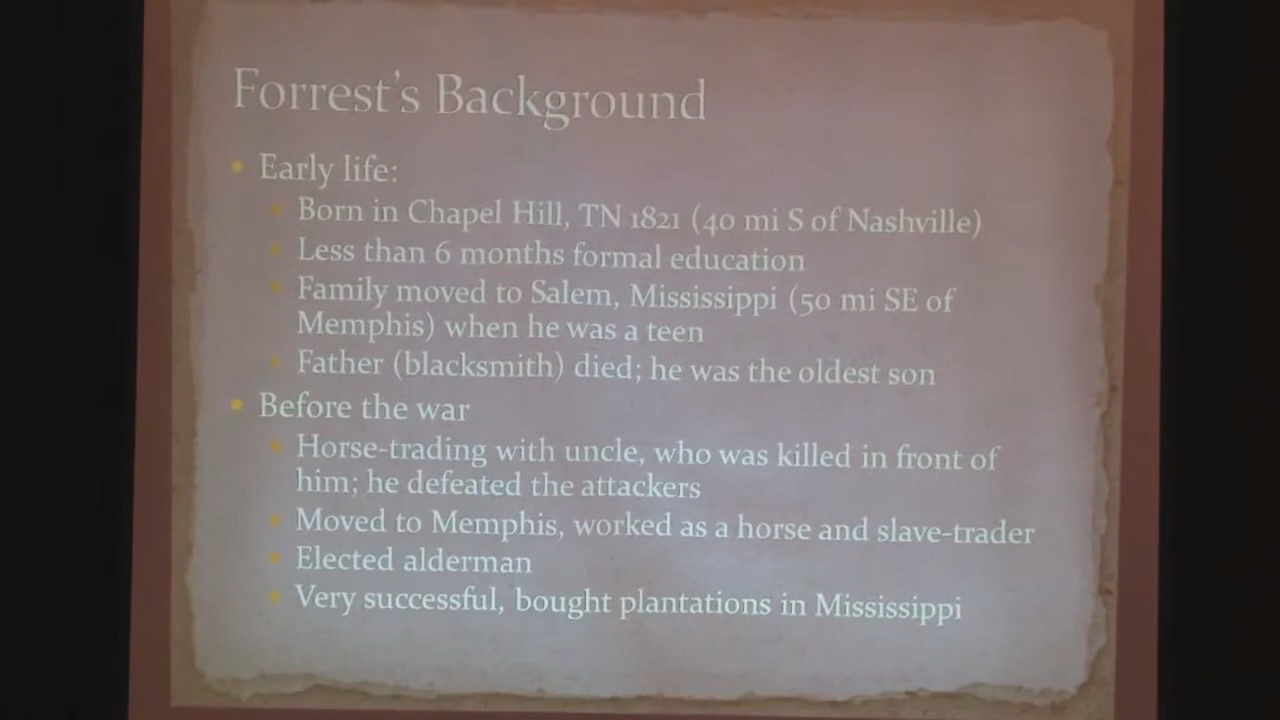 Forrest's Background
• Early life:
• Born in Chapel Hill, TN 1821 (40 mi S of Nashville)
• Less than 6 months formal education
• Family moved to Salem, Mississippi (50 mi SE of
Memphis) when he was a teen
• Father (blacksmith) died; he was the oldest son
• Before the war
• Horse-trading with uncle, who was killed in front of
him; he defeated the attackers
• Moved to Memphis, worked as a horse and slave-trader
• Elected alderman
• Very successful, bought plantations in Mississippi